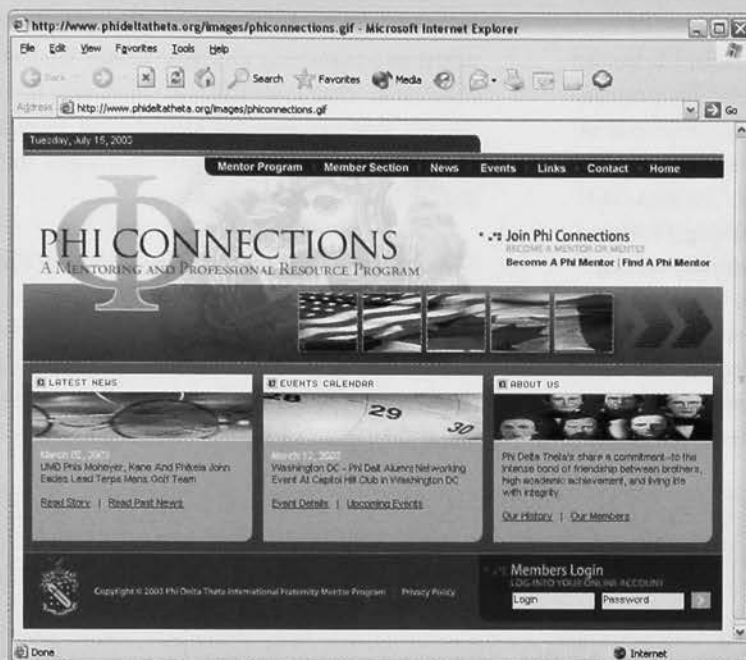 http://www.phideltatheta.org/images/phiconnections.gif - Microsoft Internet Explorer
File Edit View Favorites Tools Help
Back Search Favorites Media
Address http://www.phideltatheta.org/images/phiconnections.gif Go
Tuesday, July 15, 2003
Mentor Program Member Section News Events Links Contact Home
Φ
PHI CONNECTIONS
A MENTORING AND PROFESSIONAL RESOURCE PROGRAM
Join Phi Connections
BECOME A MENTOR OR MENTEE
Become A Phi Mentor | Find A Phi Mentor
LATEST NEWS
March 02, 2003
UMD Phis Moheyer, Kane And Phikeia John
Eades Lead Terps Mens Golf Team
Read Story | Read Past News
EVENTS CALENDAR
28 29 30
March 12, 2003
Washington DC - Phi Delt Alumni Networking
Event At Capitol Hill Club in Washington DC
Event Details | Upcoming Events
ABOUT US
Phi Delta Theta's share a commitment--to the
intense bond of friendship between brothers,
high academic achievement, and living life
with integrity.
Our History | Our Members
Copyright © 2003 Phi Delta Theta International Fraternity Mentor Program | Privacy Policy
Members Login
LOG INTO YOUR ONLINE ACCOUNT
Login Password
Done Internet